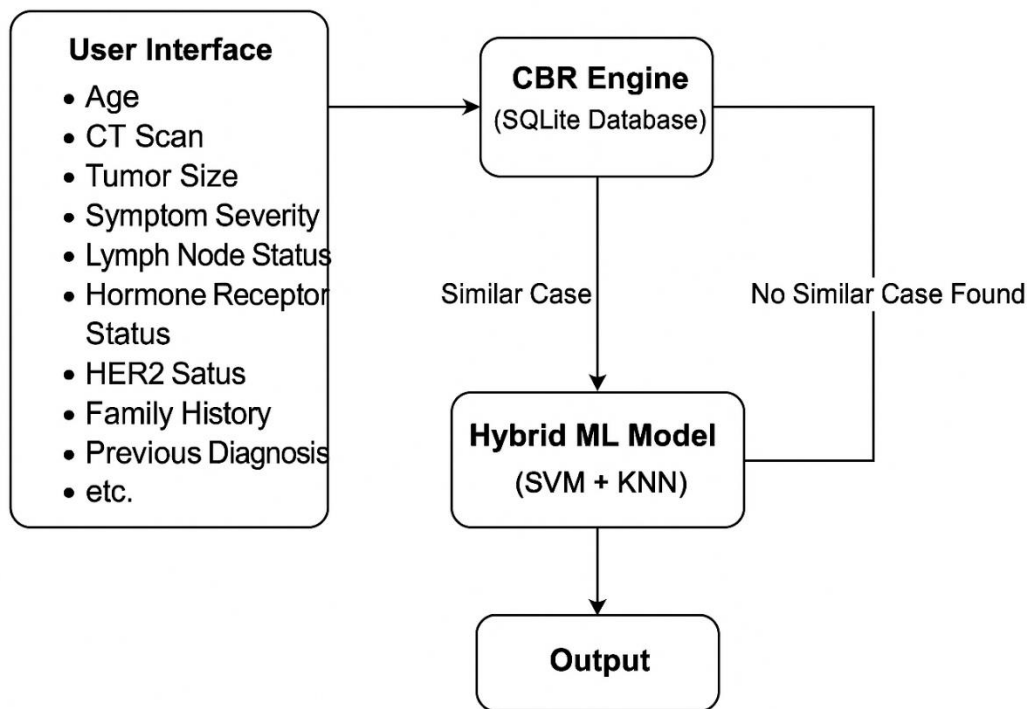 User Interface
• Age
• CT Scan
• Tumor Size
• Symptom Severity
• Lymph Node Status
• Hormone Receptor
Status
• HER2 Satus
• Family History
• Previous Diagnosis
• etc.
CBR Engine
(SQLite Database)
Similar Case
No Similar Case Found
Hybrid ML Model
(SVM + KNN)
Output